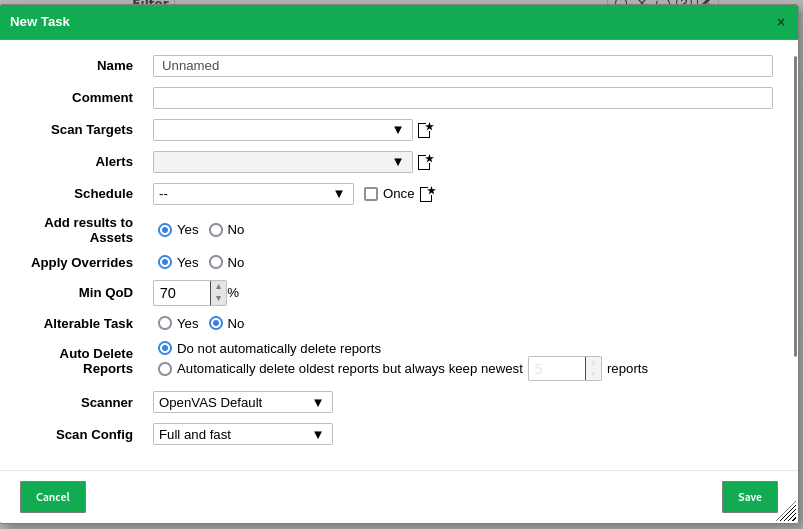 Filter
New Task ×
Name Unnamed
Comment
Scan Targets ▼
Alerts ▼
Schedule -- ▼ Once
Add results to
Assets Yes No
Apply Overrides Yes No
Min QoD 70 %
Alterable Task Yes No
Auto Delete
Reports Do not automatically delete reports
Automatically delete oldest reports but always keep newest 5 reports
Scanner OpenVAS Default ▼
Scan Config Full and fast ▼
Cancel Save